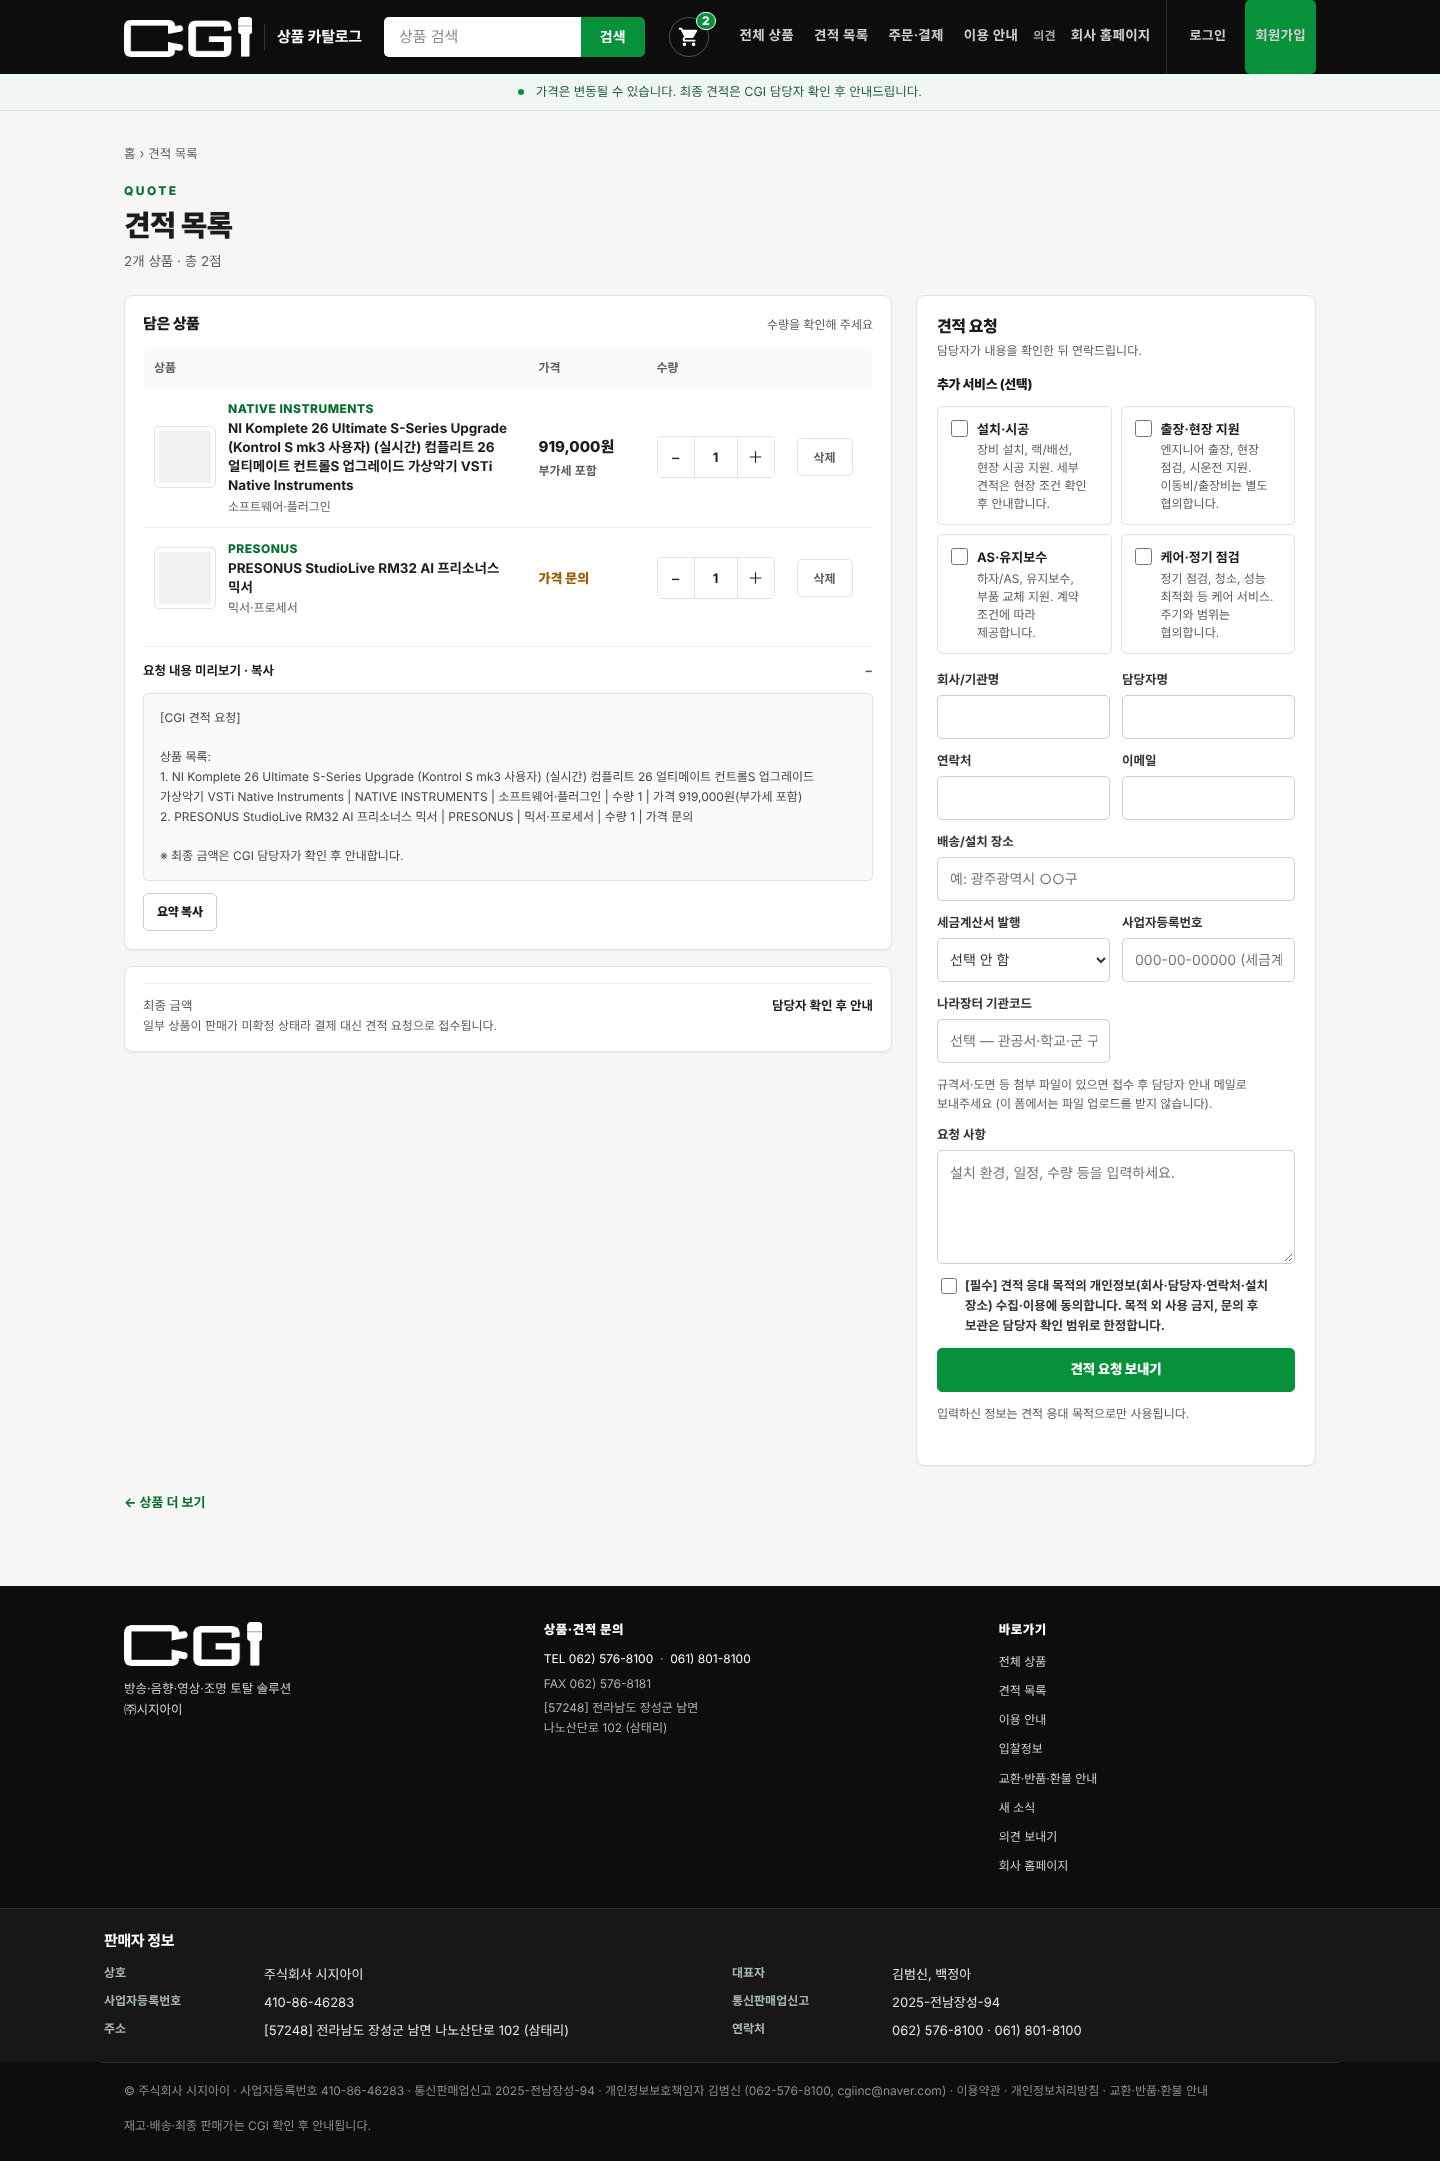 CGI
상품 카탈로그
상품 검색
검색
2
전체 상품
견적 목록
주문·결제
이용 안내
의견
회사 홈페이지
로그인
회원가입
가격은 변동될 수 있습니다. 최종 견적은 CGI 담당자 확인 후 안내드립니다.
홈 › 견적 목록
QUOTE
견적 목록
2개 상품 · 총 2점
담은 상품
수량을 확인해 주세요
상품
가격
수량
NATIVE INSTRUMENTS
NI Komplete 26 Ultimate S-Series Upgrade
(Kontrol S mk3 사용자) (실시간) 컴플리트 26
얼티메이트 컨트롤S 업그레이드 가상악기 VSTi
Native Instruments
소프트웨어·플러그인
919,000원
부가세 포함
−
1
+
삭제
PRESONUS
PRESONUS StudioLive RM32 AI 프리소너스
믹서
믹서·프로세서
가격 문의
−
1
+
삭제
요청 내용 미리보기 · 복사
−
[CGI 견적 요청]
상품 목록:
1. NI Komplete 26 Ultimate S-Series Upgrade (Kontrol S mk3 사용자) (실시간) 컴플리트 26 얼티메이트 컨트롤S 업그레이드
가상악기 VSTi Native Instruments | NATIVE INSTRUMENTS | 소프트웨어·플러그인 | 수량 1 | 가격 919,000원(부가세 포함)
2. PRESONUS StudioLive RM32 AI 프리소너스 믹서 | PRESONUS | 믹서·프로세서 | 수량 1 | 가격 문의
※ 최종 금액은 CGI 담당자가 확인 후 안내합니다.
요약 복사
최종 금액
담당자 확인 후 안내
일부 상품이 판매가 미확정 상태라 결제 대신 견적 요청으로 접수됩니다.
견적 요청
담당자가 내용을 확인한 뒤 연락드립니다.
추가 서비스 (선택)
설치·시공
장비 설치, 랙/배선,
현장 시공 지원. 세부
견적은 현장 조건 확인
후 안내합니다.
출장·현장 지원
엔지니어 출장, 현장
점검, 시운전 지원.
이동비/출장비는 별도
협의합니다.
AS·유지보수
하자/AS, 유지보수,
부품 교체 지원. 계약
조건에 따라
제공합니다.
케어·정기 점검
정기 점검, 청소, 성능
최적화 등 케어 서비스.
주기와 범위는
협의합니다.
회사/기관명
담당자명
연락처
이메일
배송/설치 장소
예: 광주광역시 ○○구
세금계산서 발행
사업자등록번호
선택 안 함
000-00-00000 (세금계
나라장터 기관코드
선택 — 관공서·학교·군 구
규격서·도면 등 첨부 파일이 있으면 접수 후 담당자 안내 메일로
보내주세요 (이 폼에서는 파일 업로드를 받지 않습니다).
요청 사항
설치 환경, 일정, 수량 등을 입력하세요.
[필수] 견적 응대 목적의 개인정보(회사·담당자·연락처·설치
장소) 수집·이용에 동의합니다. 목적 외 사용 금지, 문의 후
보관은 담당자 확인 범위로 한정합니다.
견적 요청 보내기
입력하신 정보는 견적 응대 목적으로만 사용됩니다.
← 상품 더 보기
CGI
방송·음향·영상·조명 토탈 솔루션
㈜시지아이
상품·견적 문의
TEL 062) 576-8100 · 061) 801-8100
FAX 062) 576-8181
[57248] 전라남도 장성군 남면
나노산단로 102 (삼태리)
바로가기
전체 상품
견적 목록
이용 안내
입찰정보
교환·반품·환불 안내
새 소식
의견 보내기
회사 홈페이지
판매자 정보
상호
주식회사 시지아이
대표자
김범신, 백정아
사업자등록번호
410-86-46283
통신판매업신고
2025-전남장성-94
주소
[57248] 전라남도 장성군 남면 나노산단로 102 (삼태리)
연락처
062) 576-8100 · 061) 801-8100
© 주식회사 시지아이 · 사업자등록번호 410-86-46283 · 통신판매업신고 2025-전남장성-94 · 개인정보보호책임자 김범신 (062-576-8100, cgiinc@naver.com) · 이용약관 · 개인정보처리방침 · 교환·반품·환불 안내
재고·배송·최종 판매가는 CGI 확인 후 안내됩니다.